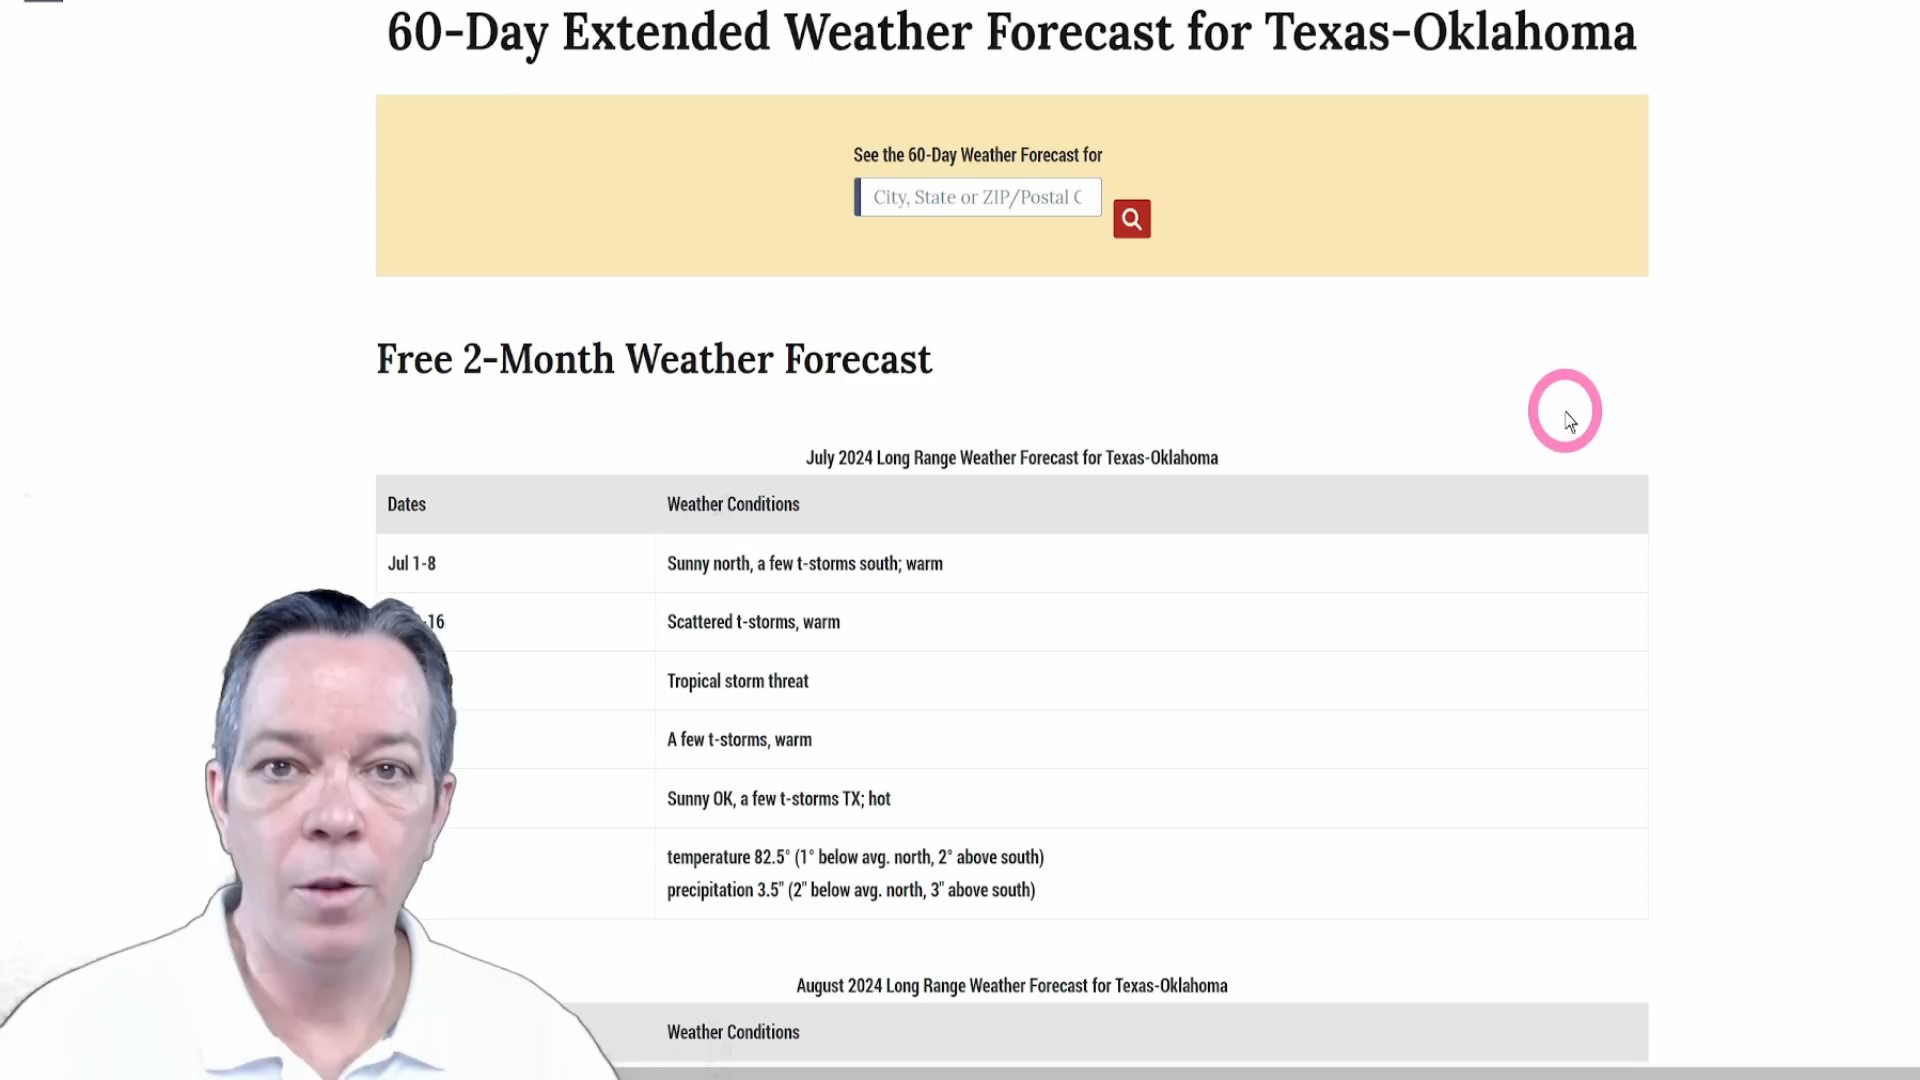 60-Day Extended Weather Forecast for Texas-Oklahoma
See the 60-Day Weather Forecast for
City, State or ZIP/Postal C
Free 2-Month Weather Forecast
July 2024 Long Range Weather Forecast for Texas-Oklahoma
Dates Weather Conditions
Jul 1-8 Sunny north, a few t-storms south; warm
-16 Scattered t-storms, warm
Tropical storm threat
A few t-storms, warm
Sunny OK, a few t-storms TX; hot
temperature 82.5° (1° below avg. north, 2° above south)
precipitation 3.5" (2" below avg. north, 3" above south)
August 2024 Long Range Weather Forecast for Texas-Oklahoma
Weather Conditions